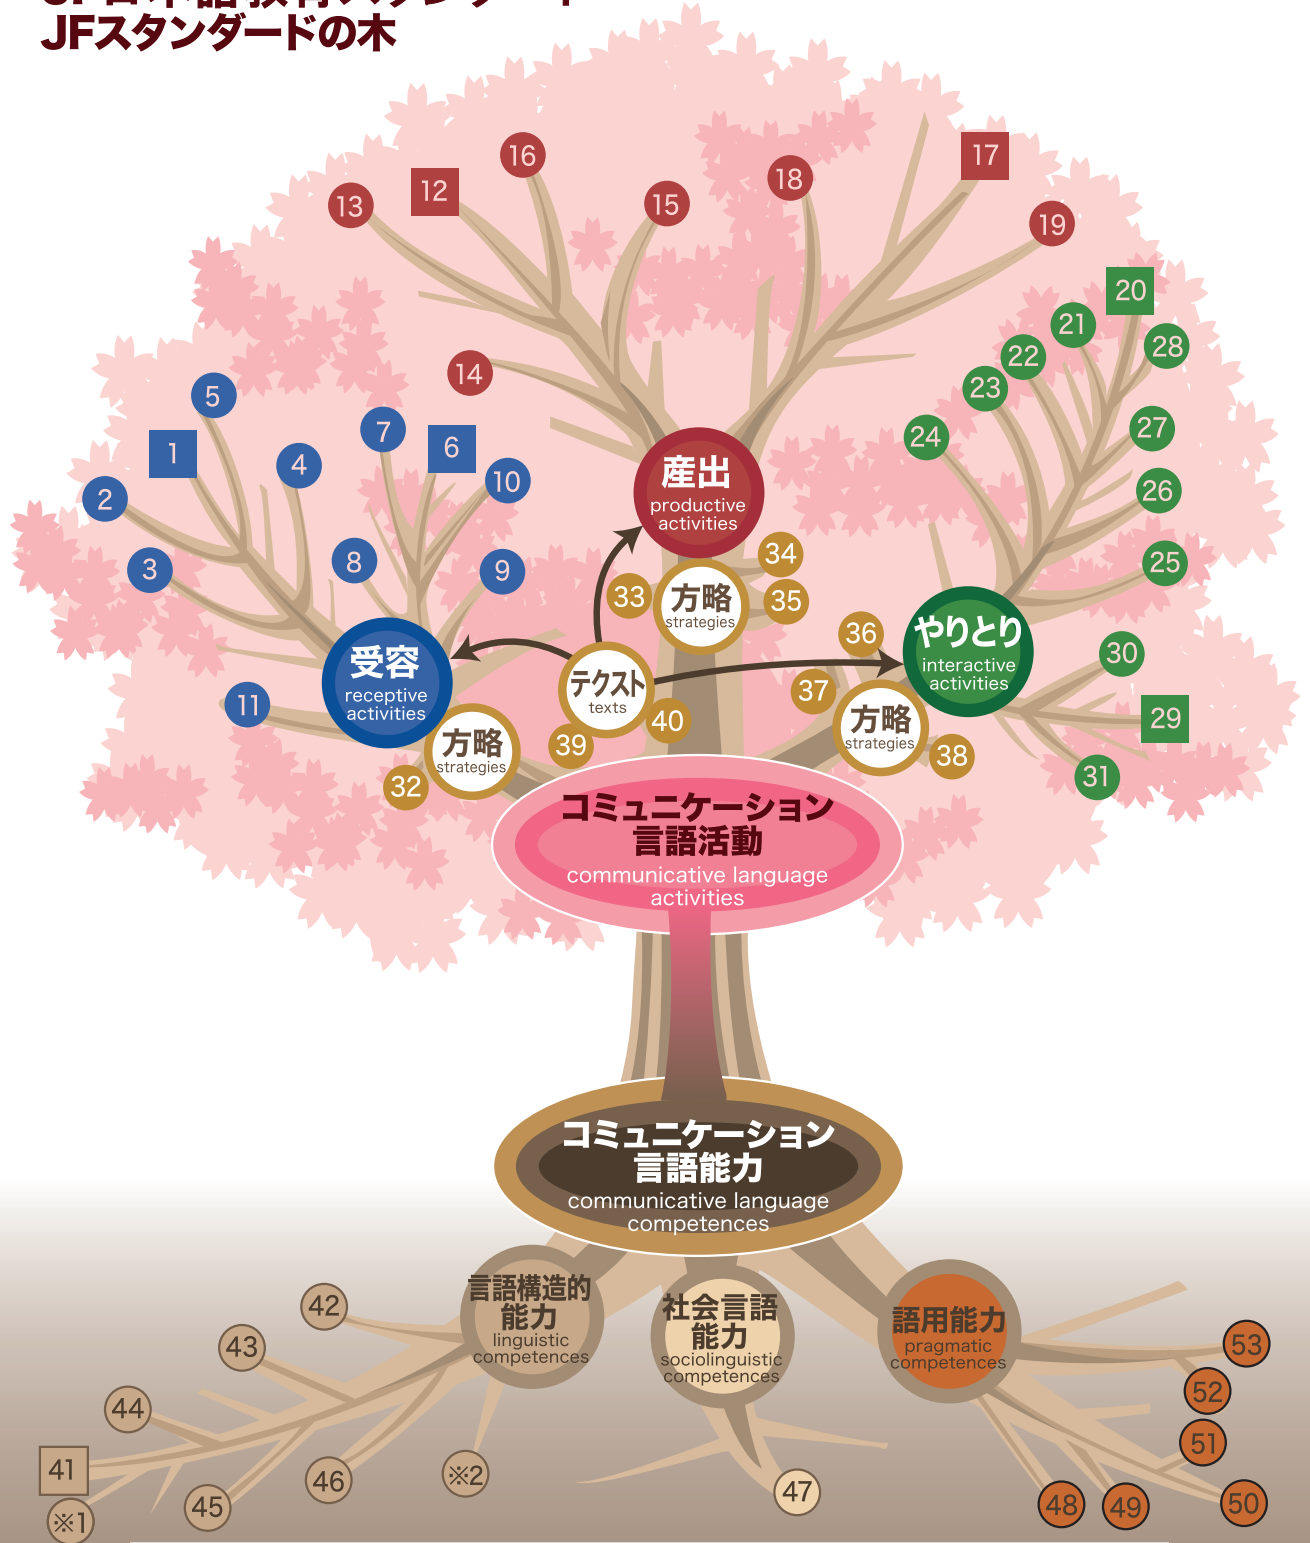 JFスタンダードの木
16
17
12
18
13
15
19
20
21
28
22
14
23
5
7
27
24
6
1
4
産出
productive
activities
10
26
2
34
8
25
3
9
33
方略
strategies
35
36
やりとり
interactive
activities
30
受容
receptive
activities
テクスト
texts
37
11
40
方略
strategies
29
39
方略
strategies
38
32
31
コミュニケーション
言語活動
communicative language
activities
コミュニケーション
言語能力
communicative language
competences
言語構造的
能力
linguistic
competences
社会言語
能力
sociolinguistic
competences
語用能力
pragmatic
competences
42
43
53
52
44
51
41
46
※2
47
45
48
49
50
※1